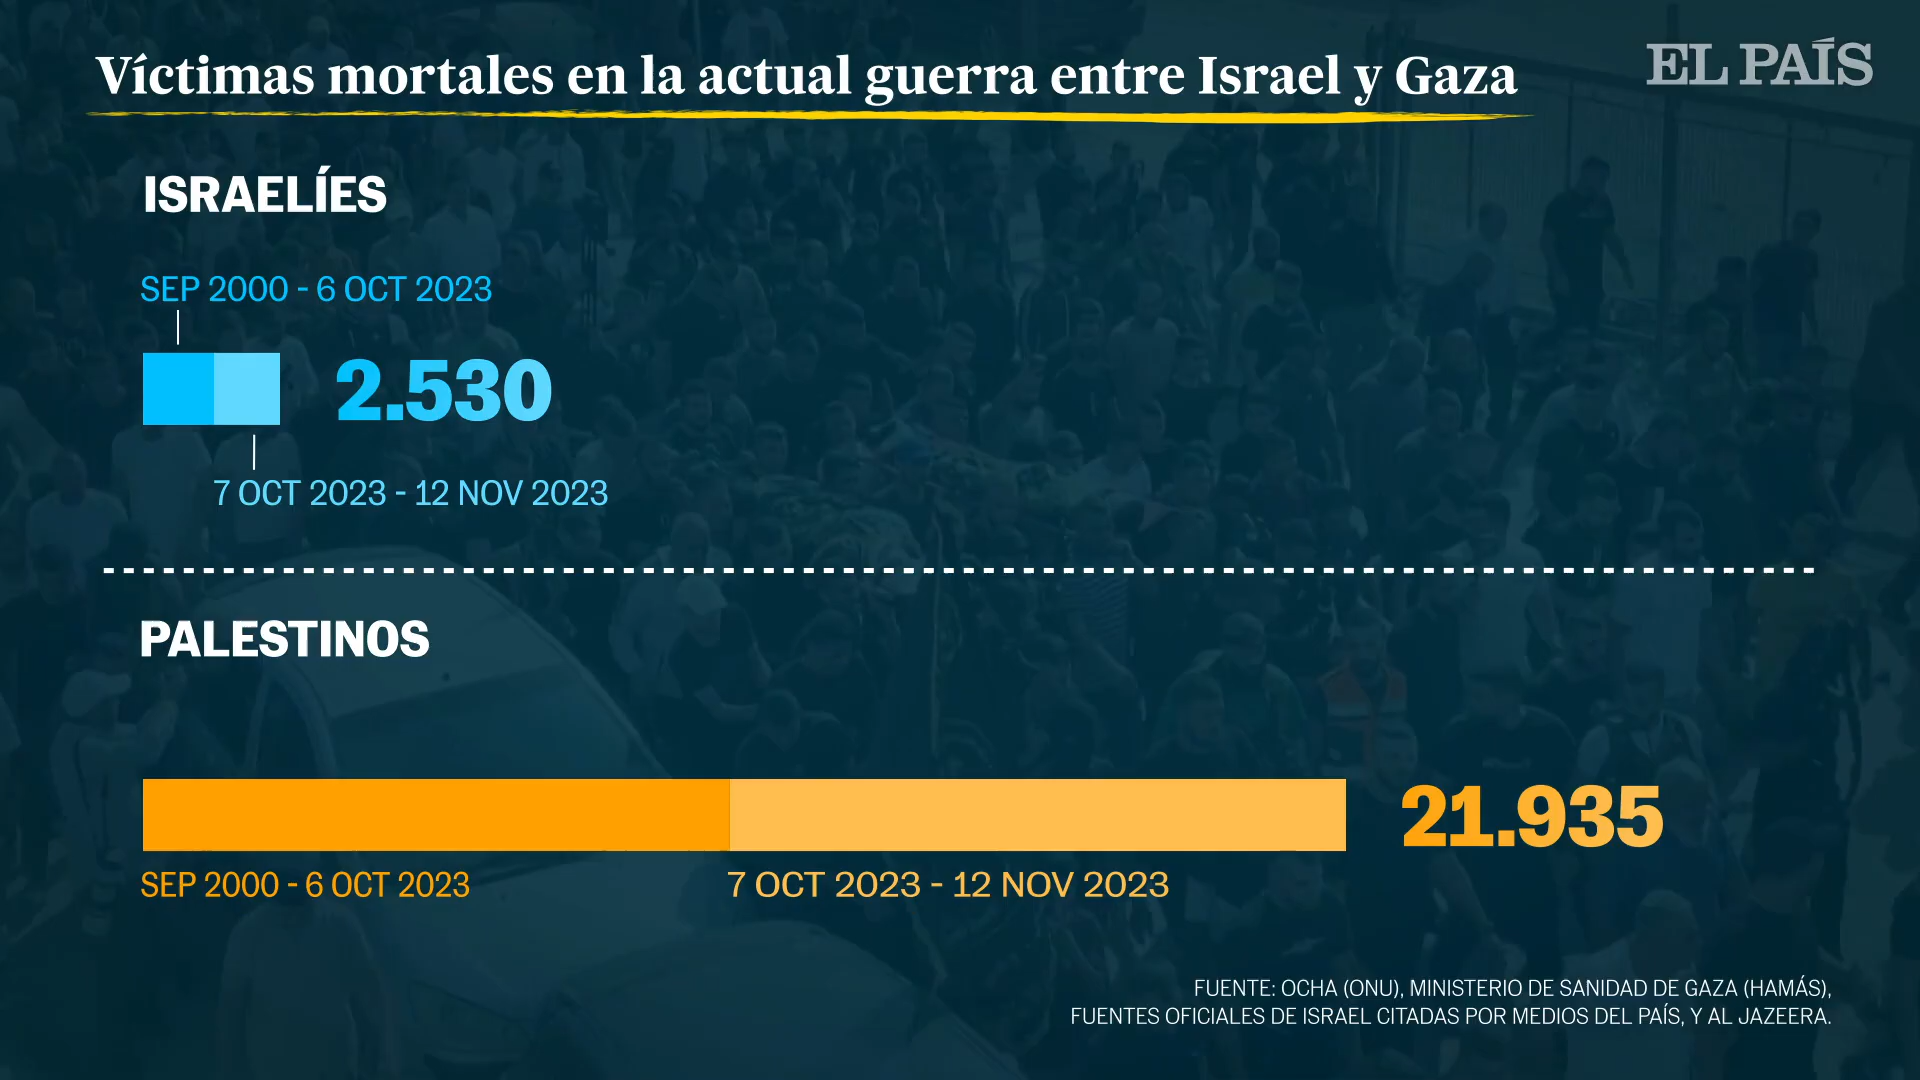 Víctimas mortales en la actual guerra entre Israel y Gaza
EL PAÍS
ISRAELÍES
SEP 2000 - 6 OCT 2023
2.530
7 OCT 2023 - 12 NOV 2023
PALESTINOS
21.935
SEP 2000 - 6 OCT 2023
7 OCT 2023 - 12 NOV 2023
FUENTE: OCHA (ONU), MINISTERIO DE SANIDAD DE GAZA (HAMÁS),
FUENTES OFICIALES DE ISRAEL CITADAS POR MEDIOS DEL PAÍS, Y AL JAZEERA.